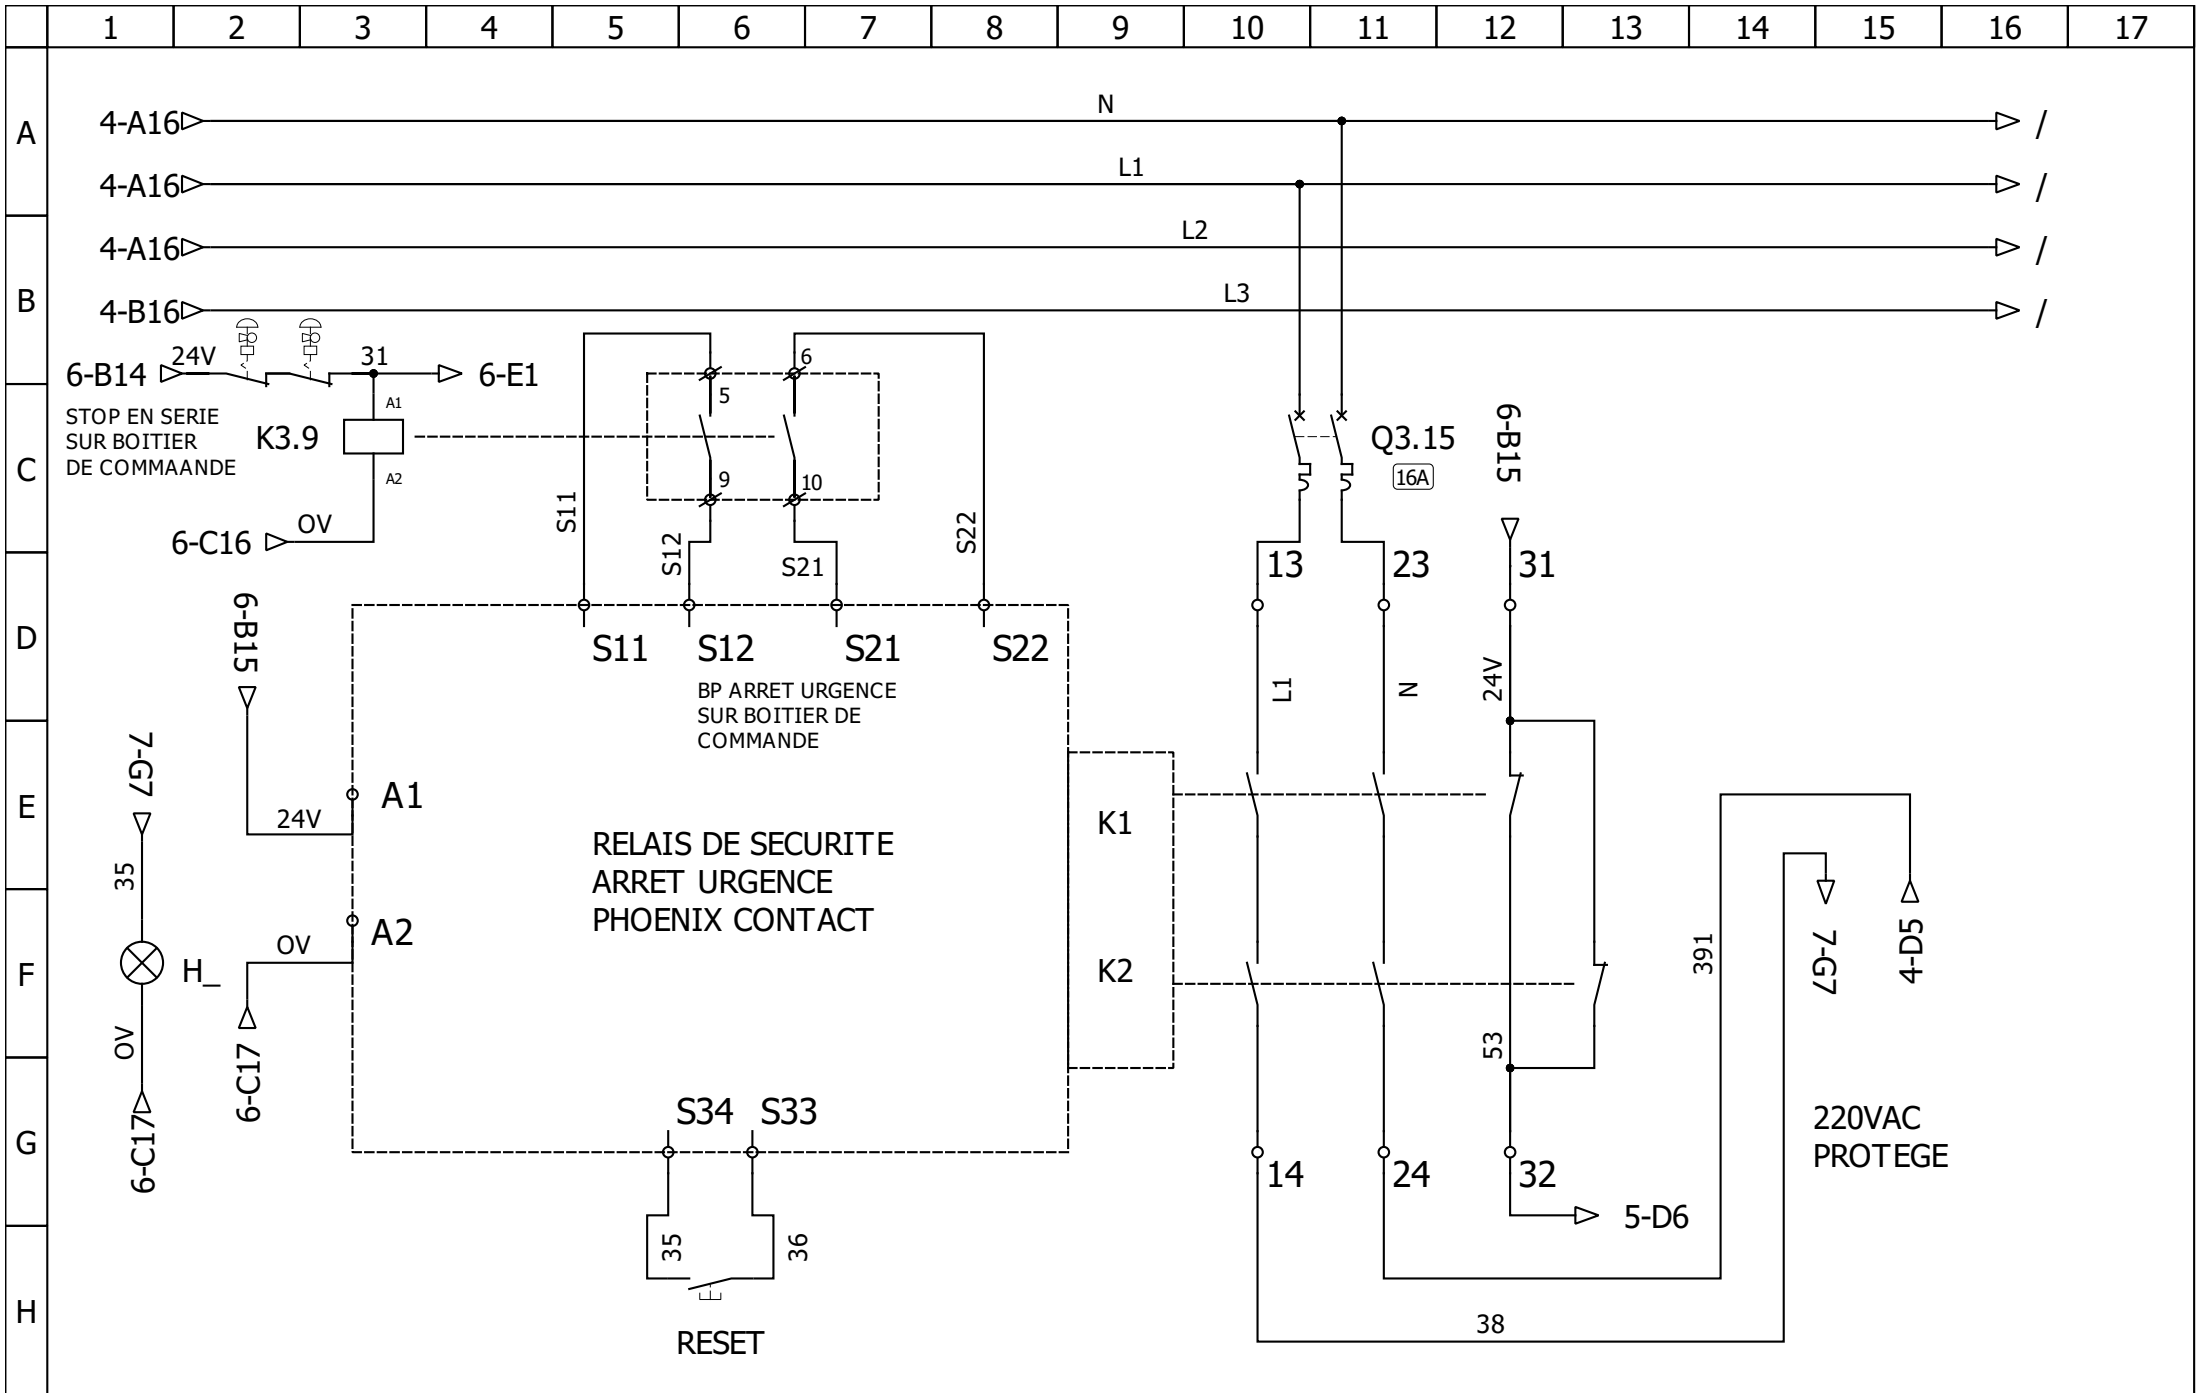 1 2 3 4 5 6 7 8 9 10 11 12 13 14 15 16 17
A
4-A16 N /
4-A16 L1 /
B
4-A16 L2 /
4-B16 L3 /
6-B14 24V 31 6-E1
STOP EN SERIE
SUR BOITIER
DE COMMAANDE
K3.9
A1
A2
6-C16 OV
5 6
9 10
S11
S12
S21
S22
C
Q3.15
16A
6-B15
13 23 31
D
6-B15
S11 S12 S21 S22
BP ARRET URGENCE
SUR BOITIER DE
COMMANDE
L1 N 24V
E
7-G7
35
24V A1
RELAIS DE SECURITE
ARRET URGENCE
PHOENIX CONTACT
K1
F
H_
OV A2
K2
OV
6-C17
6-C17
53
391
7-G7
4-D5
G
S34 S33
14 24 32
5-D6
220VAC
PROTEGE
H
35 36
RESET
38